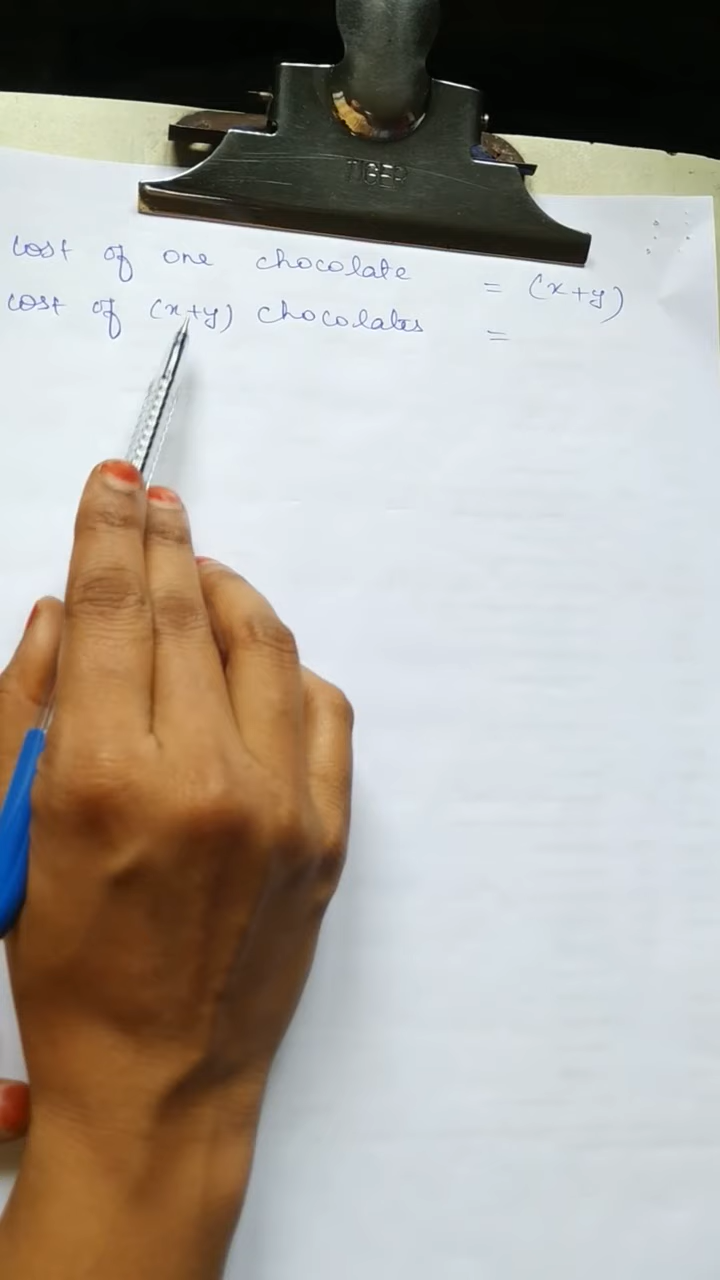 TIGER
cost of one chocolate = (x+y)
cost of (x+y) chocolates =